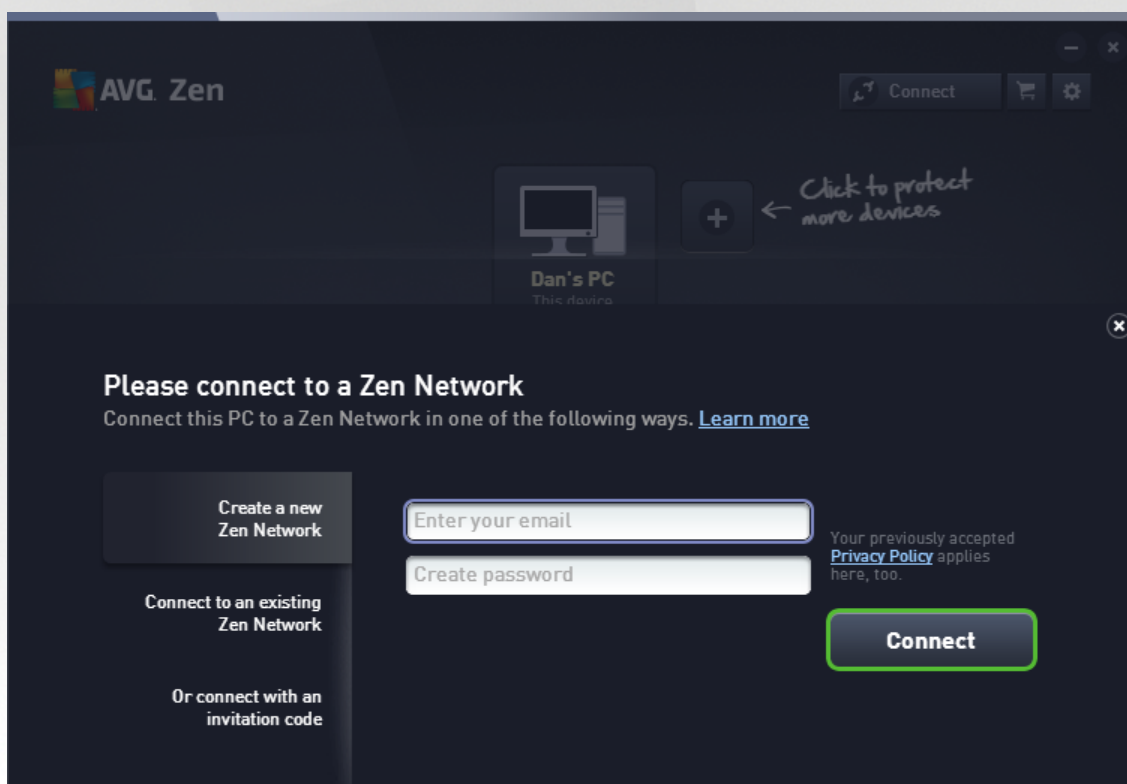 AVG. Zen
Connect
Click to protect
more devices
Dan's PC
This device
Please connect to a Zen Network
Connect this PC to a Zen Network in one of the following ways. Learn more
Create a new
Zen Network
Enter your email
Create password
Your previously accepted
Privacy Policy applies
here, too.
Connect to an existing
Zen Network
Connect
Or connect with an
invitation code